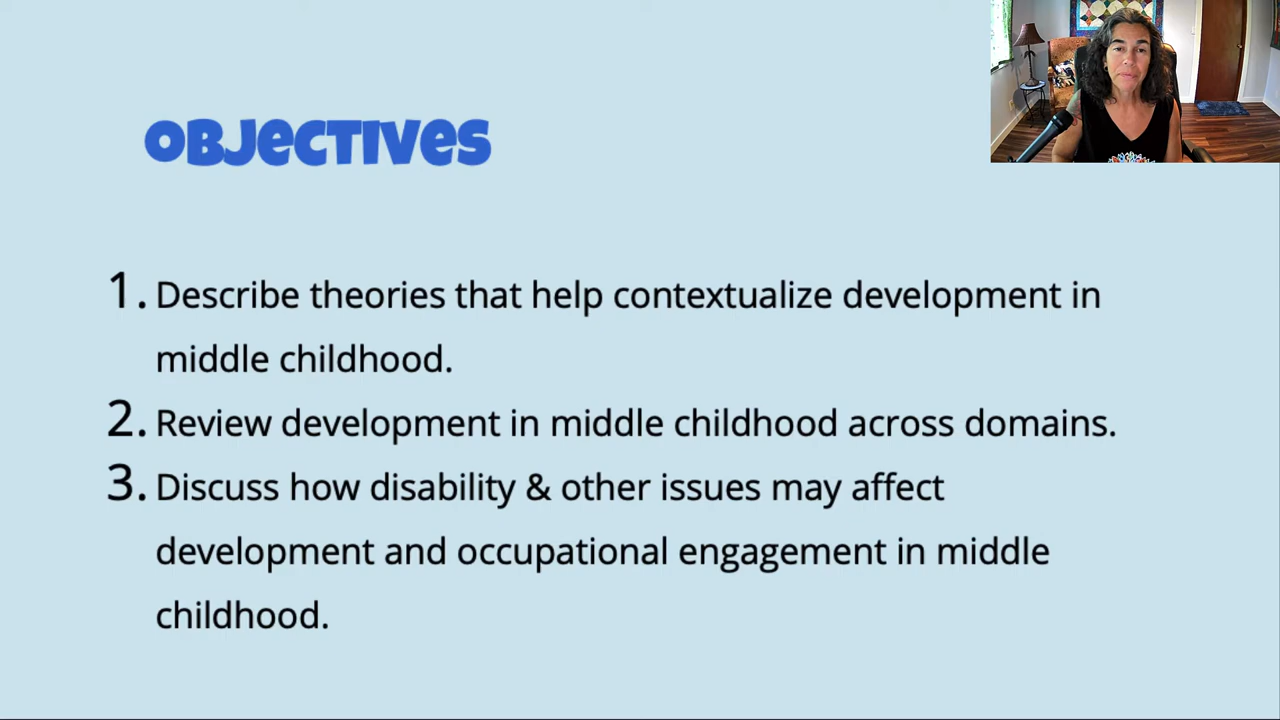 OBJECTIVES
1. Describe theories that help contextualize development in
middle childhood.
2. Review development in middle childhood across domains.
3. Discuss how disability & other issues may affect
development and occupational engagement in middle
childhood.